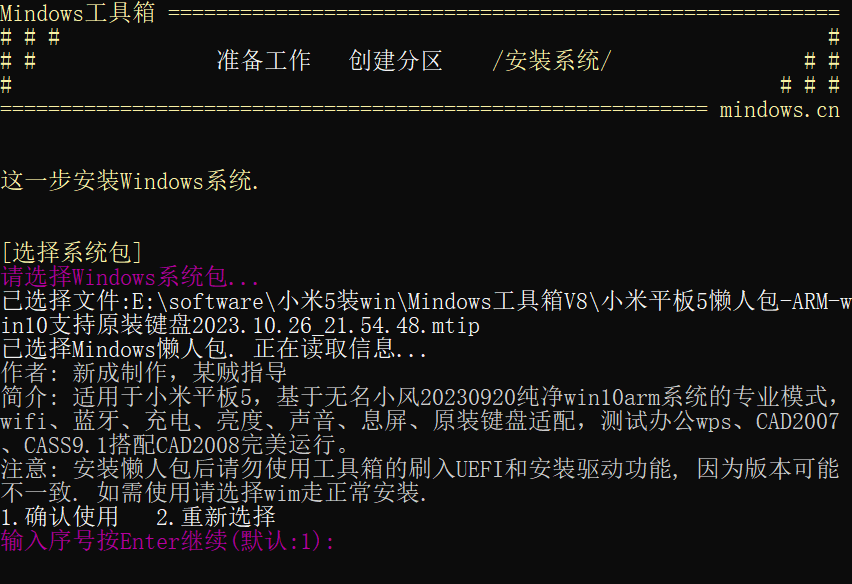 Mindows工具箱 ========================================================
# # #                                                                #
# #               准备工作   创建分区    /安装系统/                # #
#                                                                # # #
=========================================================== mindows.cn
这一步安装Windows系统.
[选择系统包]
请选择Windows系统包...
已选择文件:E:\software\小米5装win\Mindows工具箱V8\小米平板5懒人包-ARM-w
in10支持原装键盘2023.10.26_21.54.48.mtip
已选择Mindows懒人包. 正在读取信息...
作者: 新成制作，某贼指导
简介: 适用于小米平板5，基于无名小风20230920纯净win10arm系统的专业模式，
wifi、蓝牙、充电、亮度、声音、息屏、原装键盘适配，测试办公wps、CAD2007
、CASS9.1搭配CAD2008完美运行。
注意: 安装懒人包后请勿使用工具箱的刷入UEFI和安装驱动功能, 因为版本可能
不一致. 如需使用请选择wim走正常安装.
1.确认使用   2.重新选择
输入序号按Enter继续(默认:1):